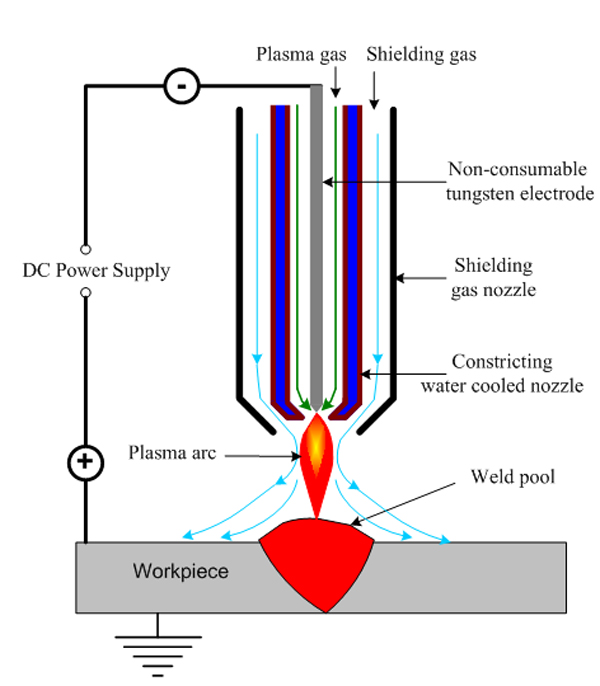 Plasma gas
Shielding gas
-
Non-consumable
tungsten electrode
DC Power Supply
Shielding
gas nozzle
Constricting
water cooled nozzle
Plasma arc
+
Weld pool
Workpiece